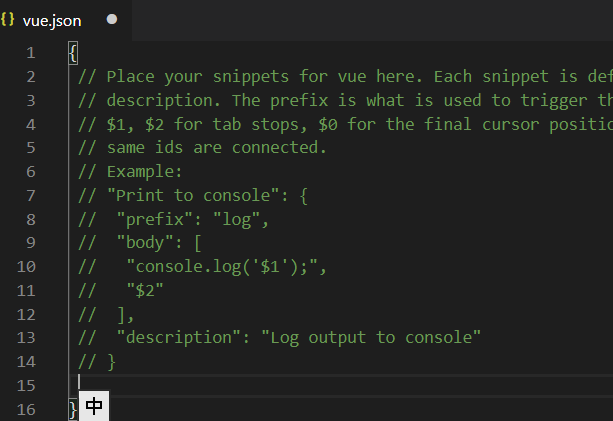 {} vue.json ●
1 {
2 // Place your snippets for vue here. Each snippet is
3 // description. The prefix is what is used to trigger
4 // $1, $2 for tab stops, $0 for the final cursor
5 // same ids are connected.
6 // Example:
7 // "Print to console": {
8 //  "prefix": "log",
9 //  "body": [
10 //   "console.log('$1');",
11 //   "$2"
12 //  ],
13 //  "description": "Log output to console"
14 // }
15
16 } 中